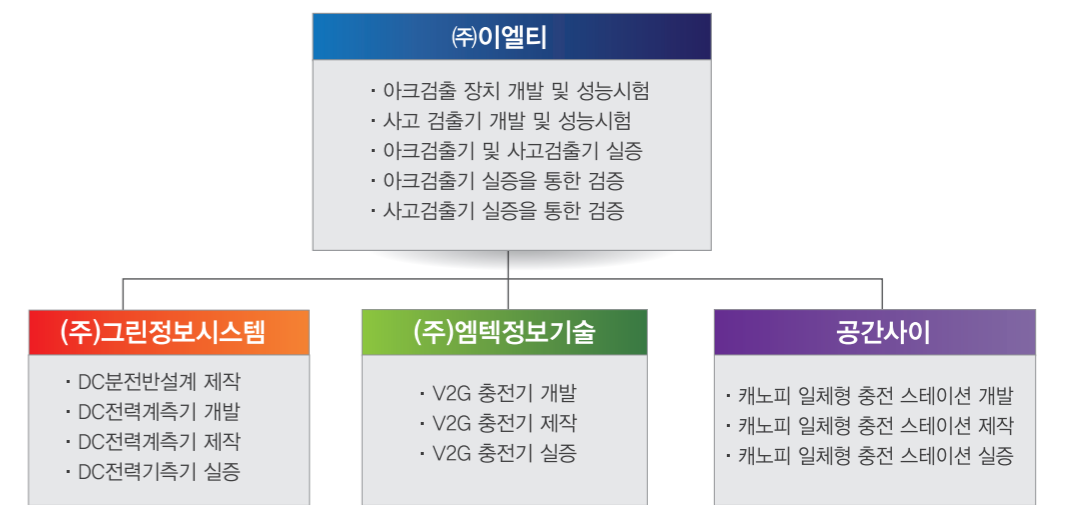 ㈜이엘티
· 아크검출 장치 개발 및 성능시험
· 사고 검출기 개발 및 성능시험
· 아크검출기 및 사고검출기 실증
· 아크검출기 실증을 통한 검증
· 사고검출기 실증을 통한 검증
(주)그린정보시스템
· DC분전반설계 제작
· DC전력계측기 개발
· DC전력계측기 제작
· DC전력기측기 실증
(주)엠텍정보기술
· V2G 충전기 개발
· V2G 충전기 제작
· V2G 충전기 실증
공간사이
· 캐노피 일체형 충전 스테이션 개발
· 캐노피 일체형 충전 스테이션 제작
· 캐노피 일체형 충전 스테이션 실증